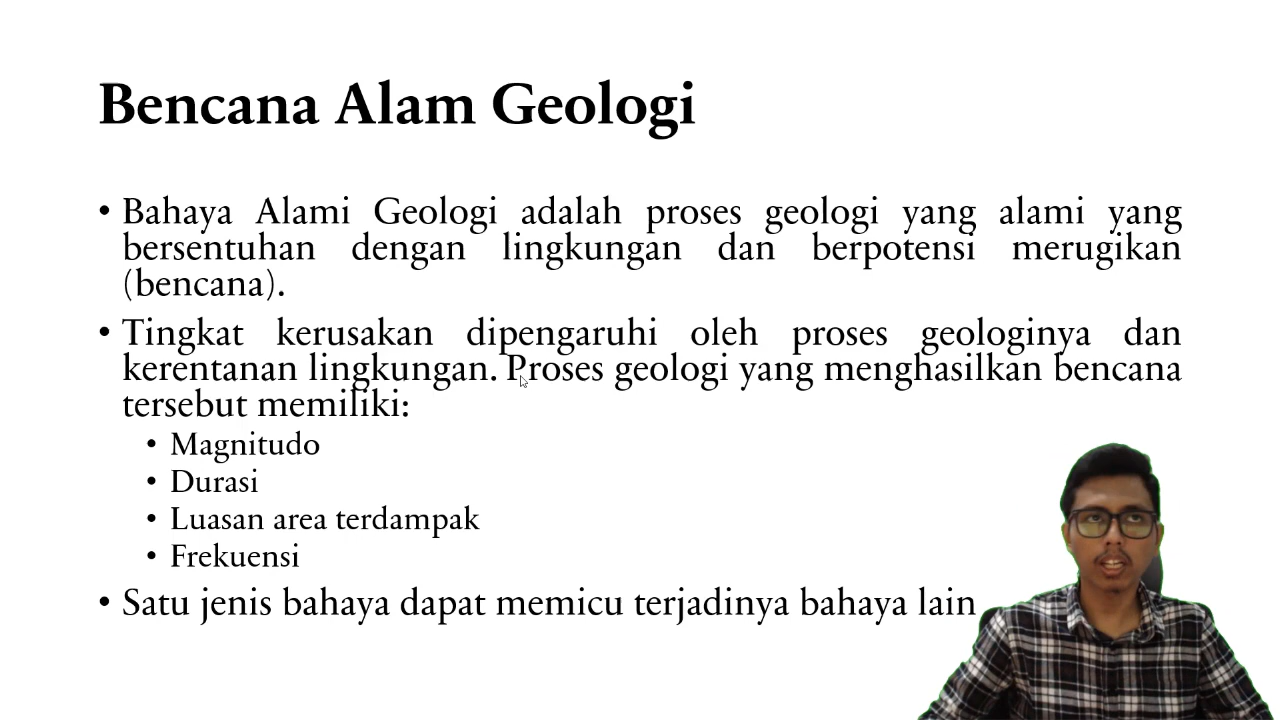 Bencana Alam Geologi
• Bahaya Alami Geologi adalah proses geologi yang alami yang
bersentuhan dengan lingkungan dan berpotensi merugikan
(bencana).
• Tingkat kerusakan dipengaruhi oleh proses geologinya dan
kerentanan lingkungan. Proses geologi yang menghasilkan bencana
tersebut memiliki:
• Magnitudo
• Durasi
• Luasan area terdampak
• Frekuensi
• Satu jenis bahaya dapat memicu terjadinya bahaya lain